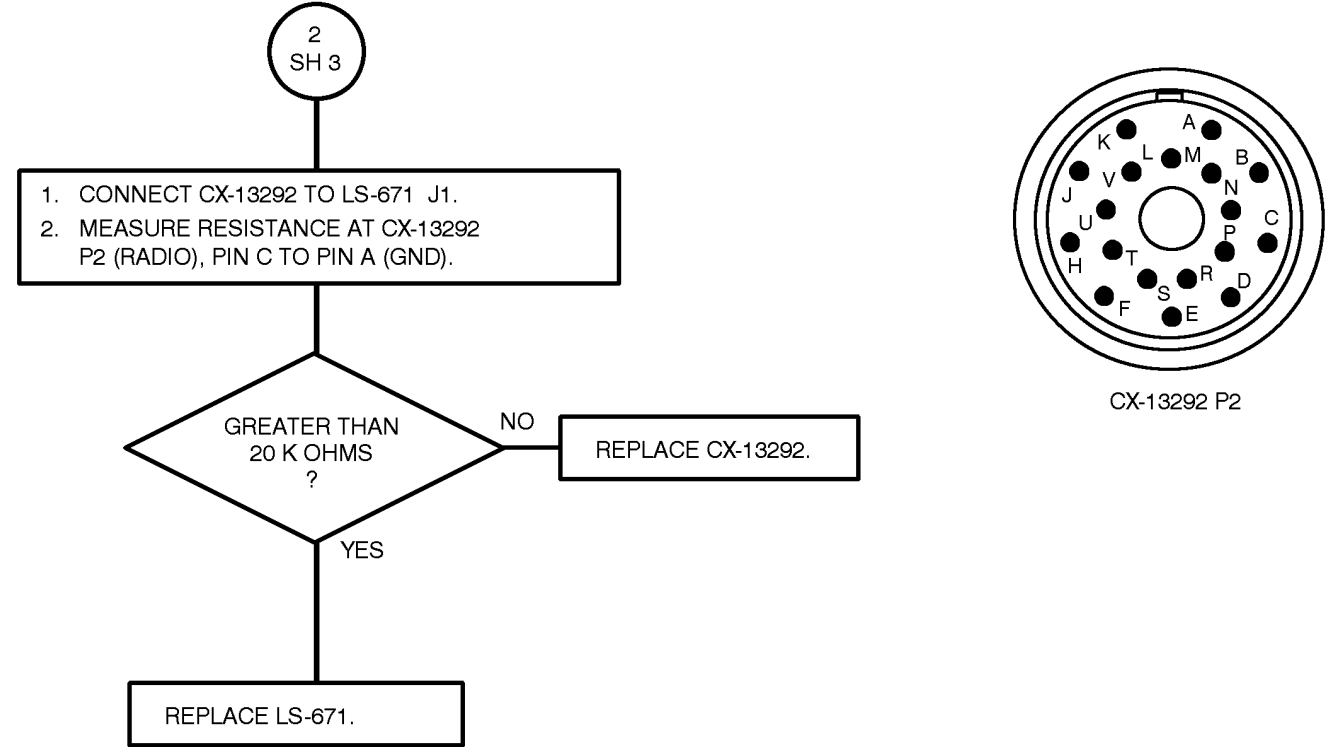 2
SH 3
1. CONNECT CX-13292 TO LS-671 J1.
2. MEASURE RESISTANCE AT CX-13292
P2 (RADIO), PIN C TO PIN A (GND).
GREATER THAN
20 K OHMS
?
NO
REPLACE CX-13292.
YES
REPLACE LS-671.
A
K
L
M
B
V
J
N
U
C
P
H
T
R
D
S
F
E
CX-13292 P2